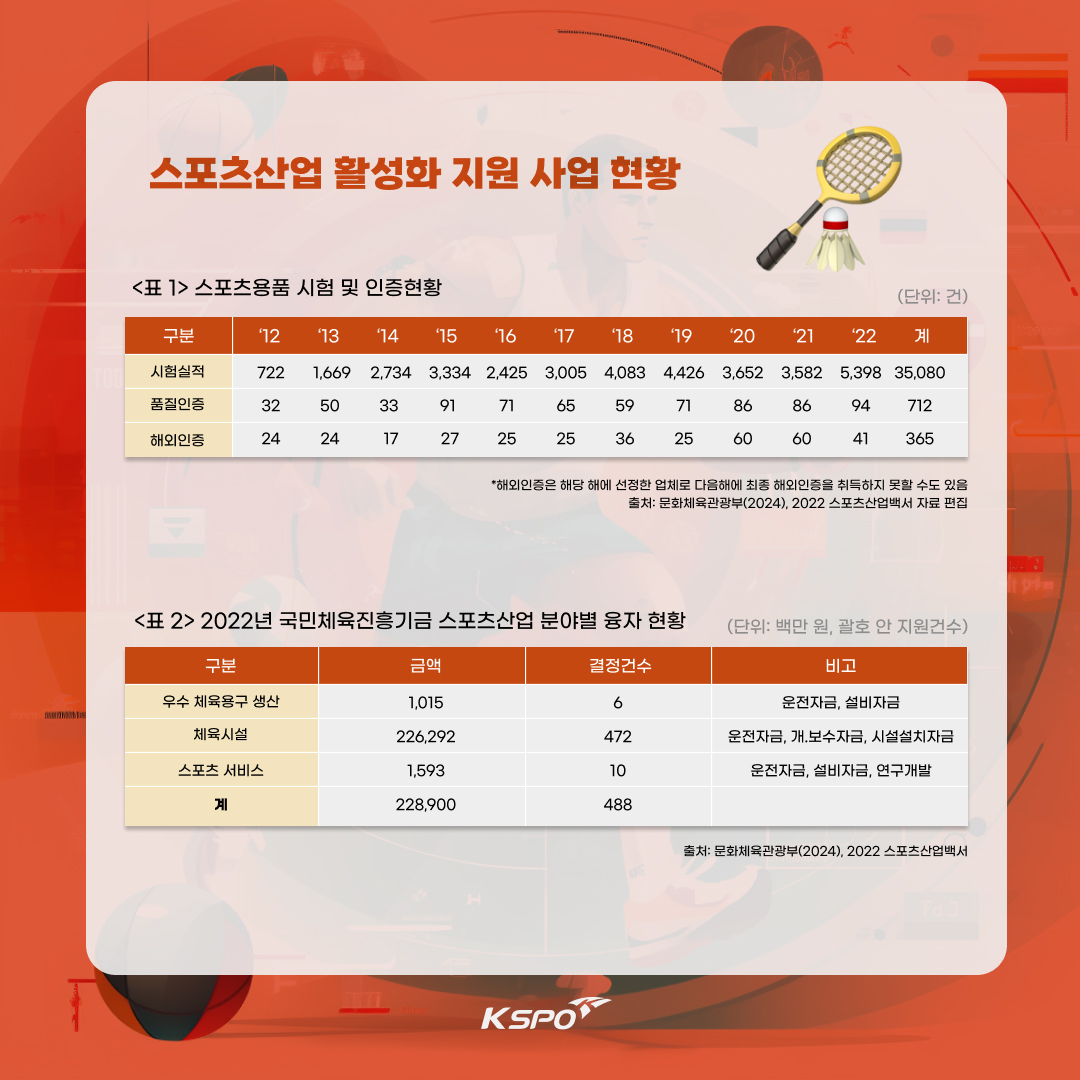 스포츠산업 활성화 지원 사업 현황
<표 1> 스포츠용품 시험 및 인증현황
(단위: 건)
구분 ‘12 ‘13 ‘14 ‘15 ‘16 ‘17 ‘18 ‘19 ‘20 ‘21 ‘22 계
시험실적 722 1,669 2,734 3,334 2,425 3,005 4,083 4,426 3,652 3,582 5,398 35,080
품질인증 32 50 33 91 71 65 59 71 86 86 94 712
해외인증 24 24 17 27 25 25 36 25 60 60 41 365
*해외인증은 해당 해에 선정한 업체로 다음해에 최종 해외인증을 취득하지 못할 수도 있음
출처: 문화체육관광부(2024), 2022 스포츠산업백서 자료 편집
<표 2> 2022년 국민체육진흥기금 스포츠산업 분야별 융자 현황
(단위: 백만 원, 괄호 안 지원건수)
구분 금액 결정건수 비고
우수 체육용구 생산 1,015 6 운전자금, 설비자금
체육시설 226,292 472 운전자금, 개.보수자금, 시설설치자금
스포츠 서비스 1,593 10 운전자금, 설비자금, 연구개발
계 228,900 488
출처: 문화체육관광부(2024), 2022 스포츠산업백서
KSPO